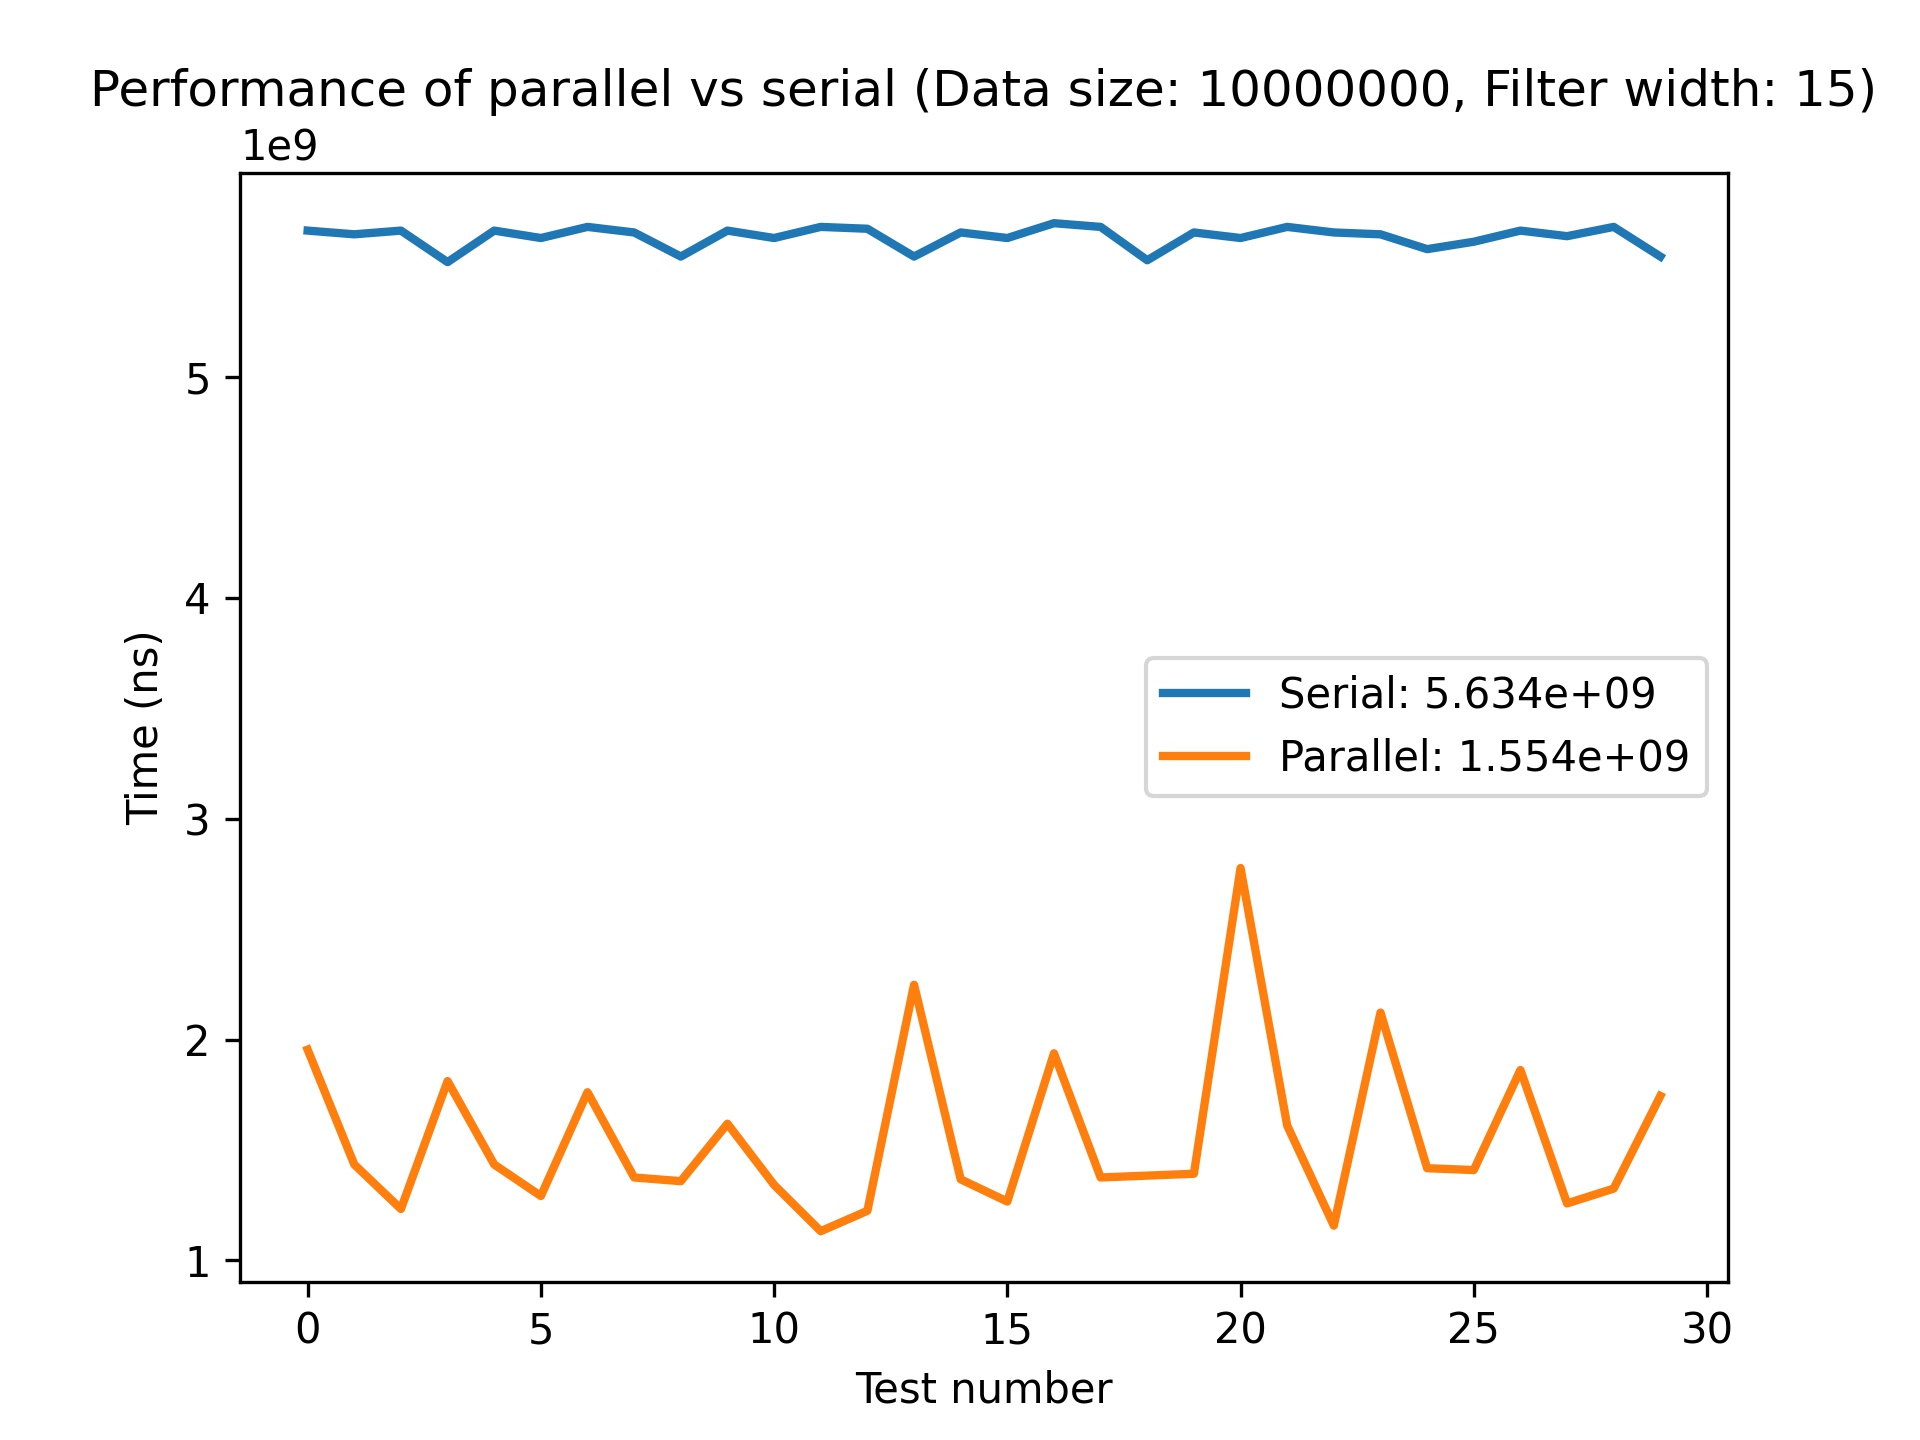 Performance of parallel vs serial (Data size: 10000000, Filter width: 15)
1e9
5
4
3
2
1
Time (ns)
Serial: 5.634e+09
Parallel: 1.554e+09
0 5 10 15 20 25 30
Test number